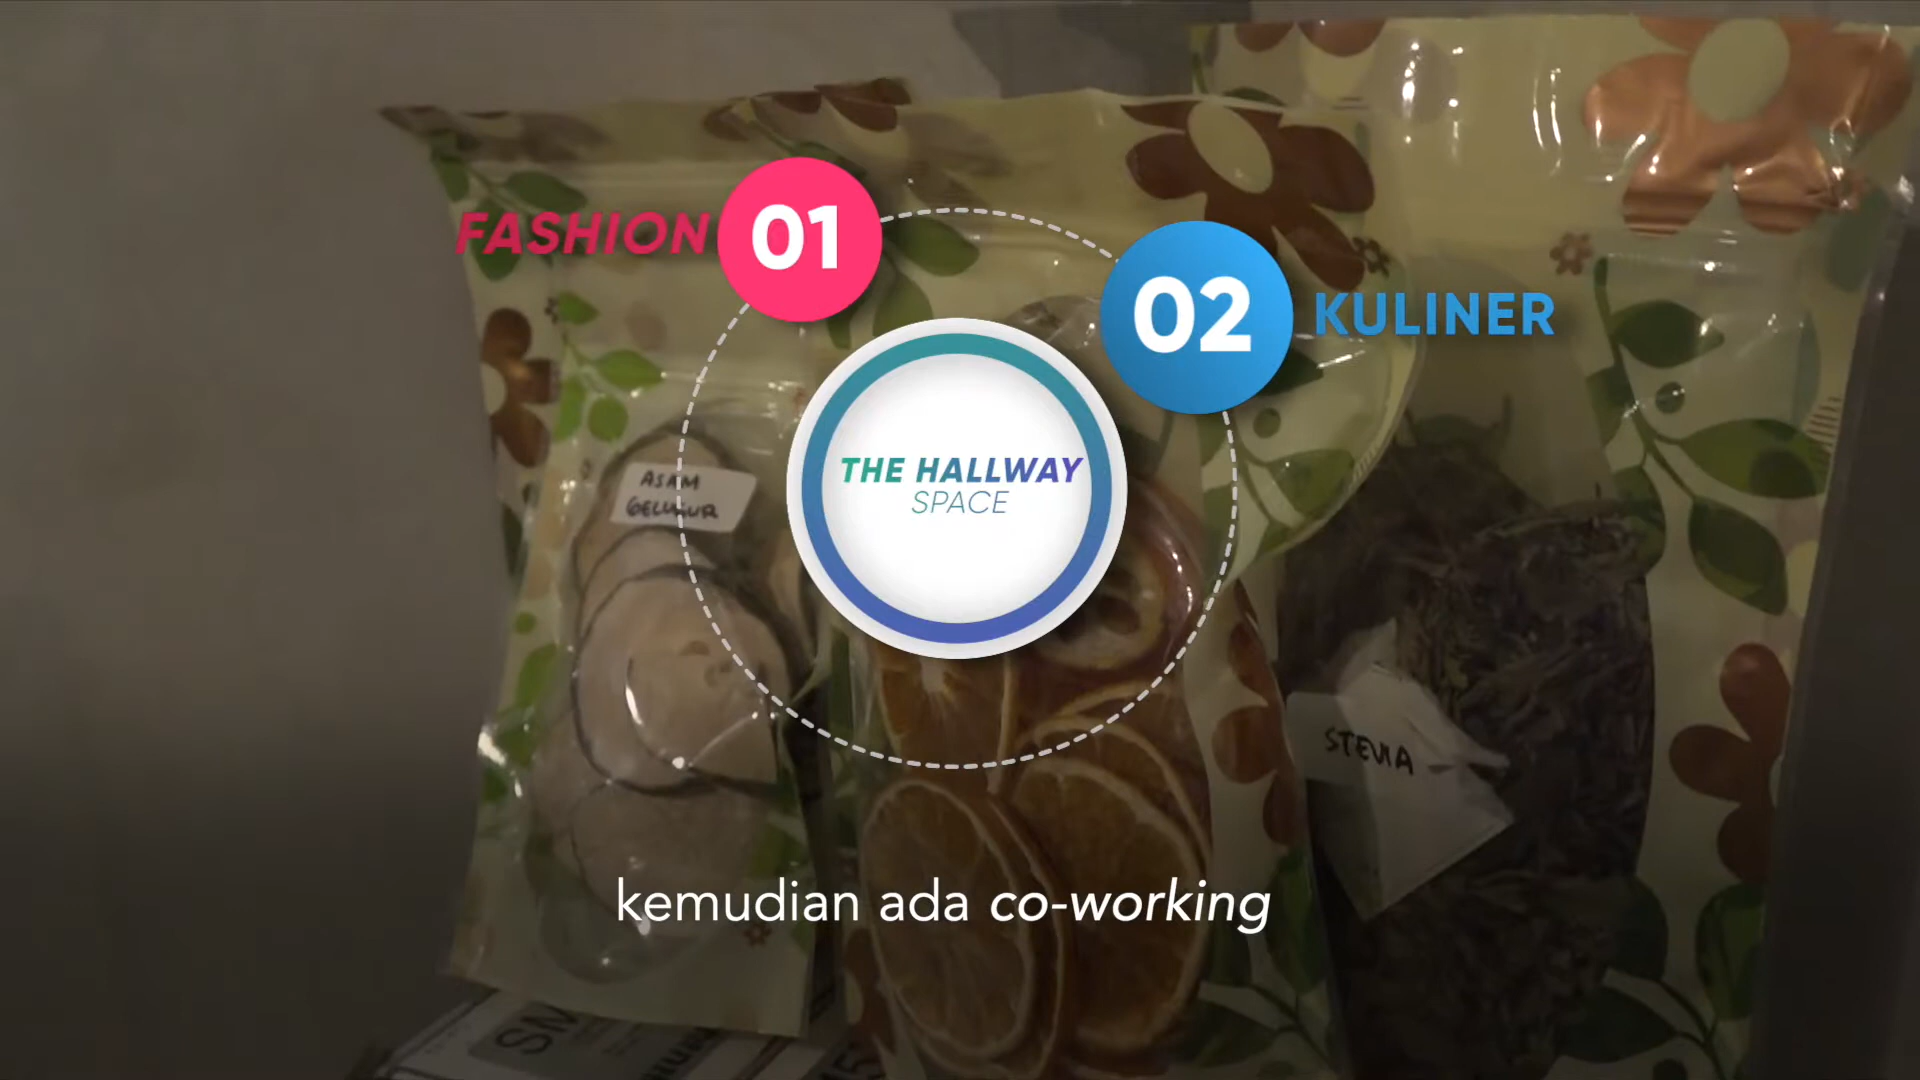 FASHION
01
02
KULINER
THE HALLWAY
SPACE
ASAM
GELUGUR
STEVIA
kemudian ada co-working